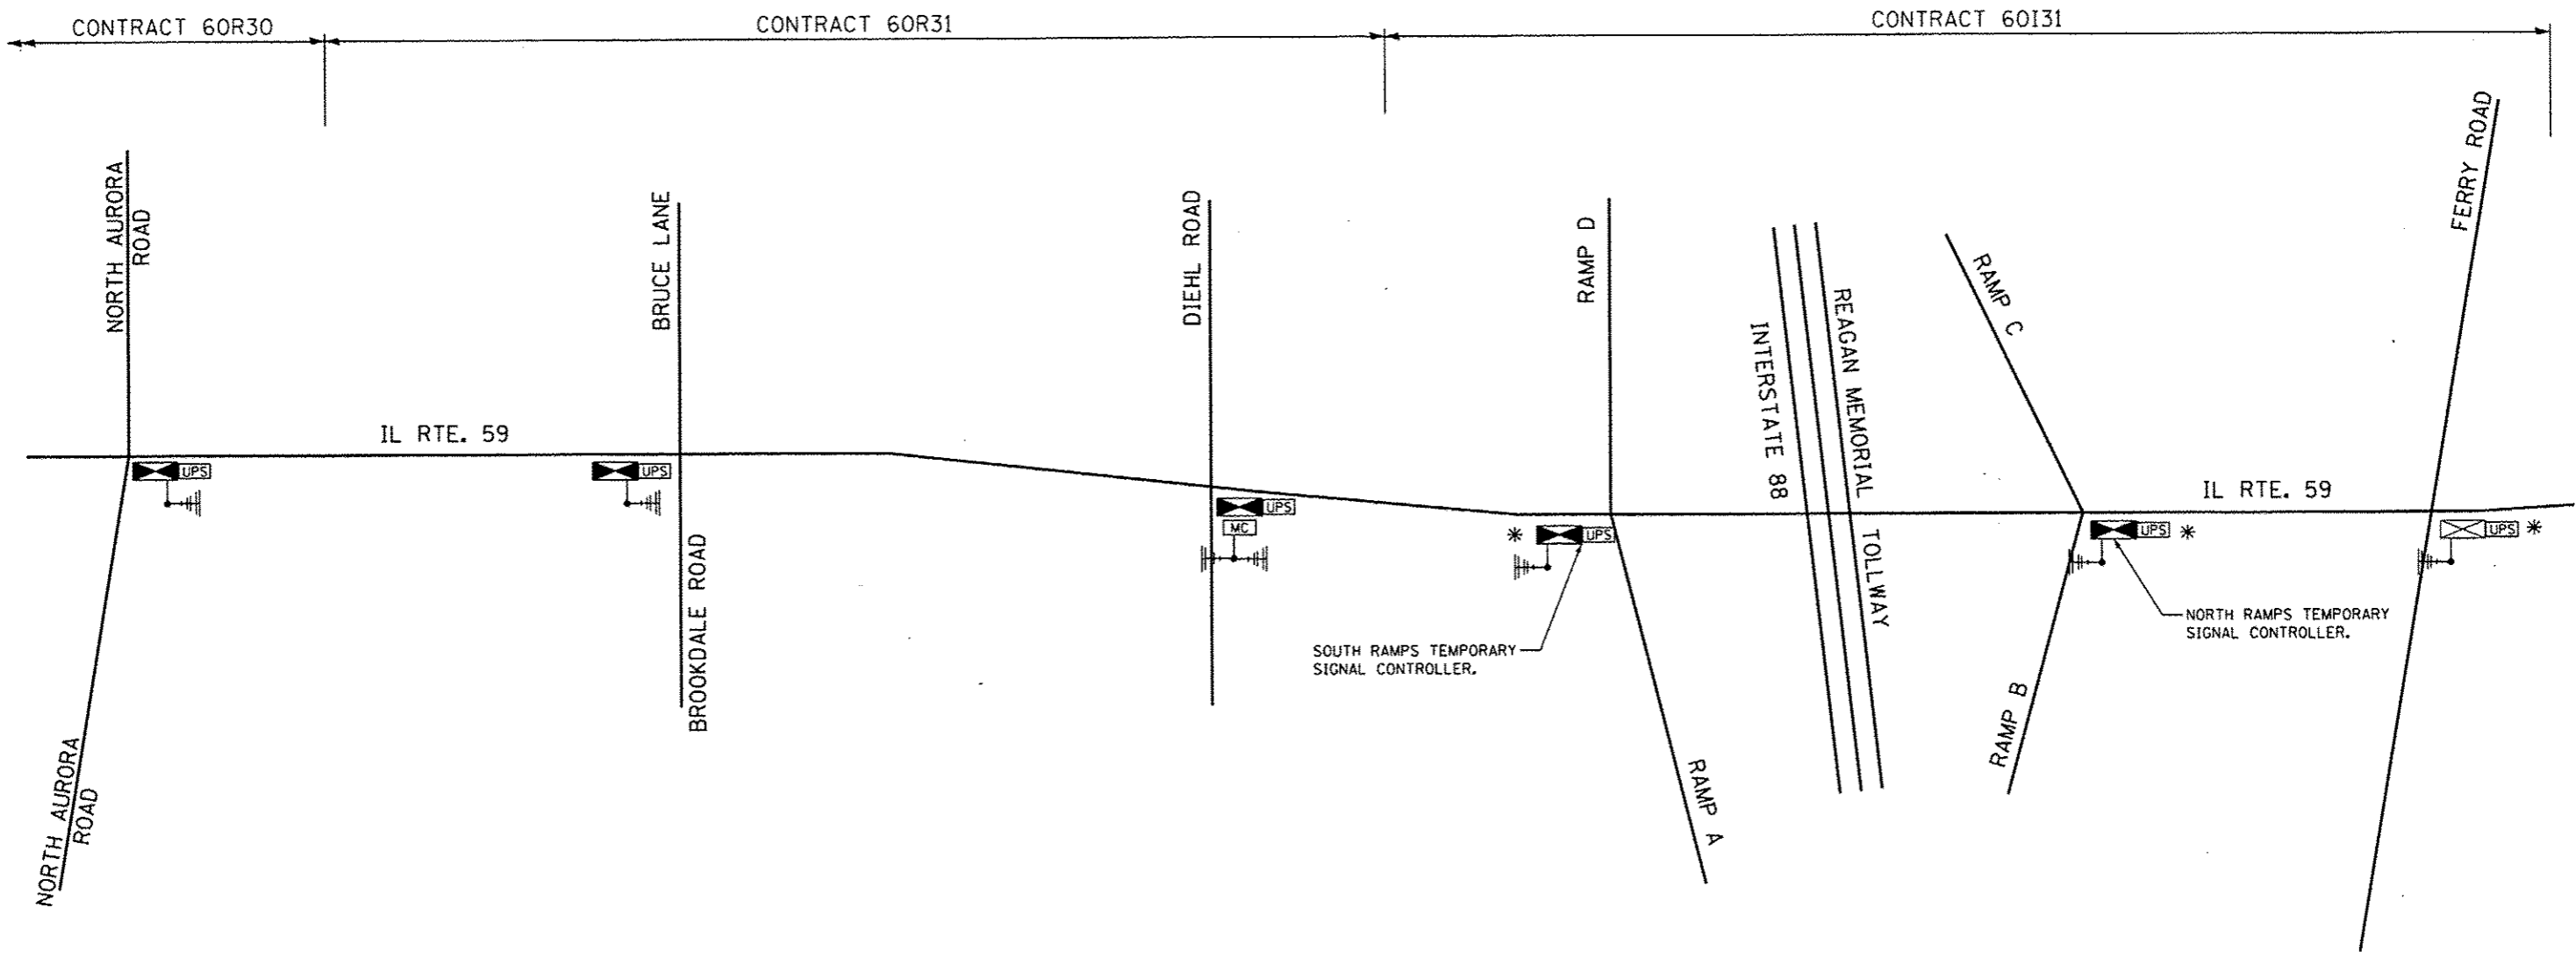 CONTRACT 60R30
CONTRACT 60R31
CONTRACT 60I31
NORTH AURORA
ROAD
BRUCE LANE
DIEHL ROAD
RAMP D
INTERSTATE 88
REAGAN MEMORIAL TOLLWAY
RAMP C
FERRY ROAD
IL RTE. 59
IL RTE. 59
UPS
UPS
UPS
MC
* UPS
UPS *
UPS *
NORTH AURORA
ROAD
BROOKDALE ROAD
SOUTH RAMPS TEMPORARY
SIGNAL CONTROLLER.
RAMP A
RAMP B
NORTH RAMPS TEMPORARY
SIGNAL CONTROLLER.